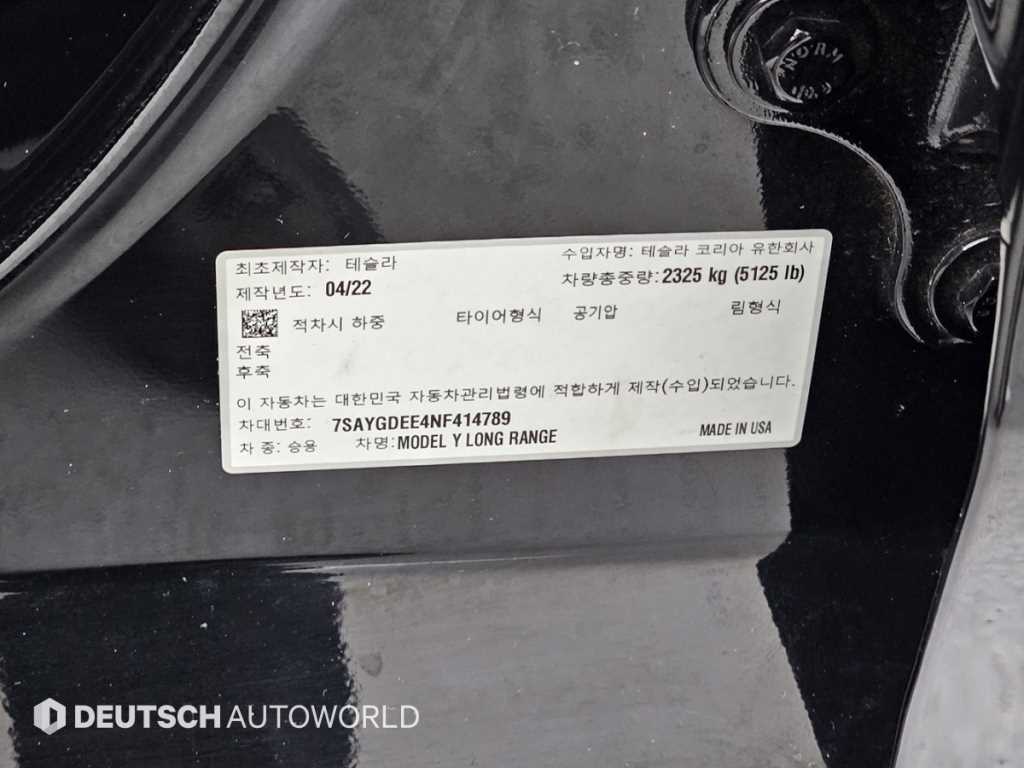 NORM
최초제작자: 테슬라 수입자명: 테슬라 코리아 유한회사
제작년도: 04/22 차량총중량: 2325 kg (5125 lb)
적차시 하중 타이어형식 공기압 림형식
전축
후축
이 자동차는 대한민국 자동차관리법령에 적합하게 제작(수입)되었습니다.
차대번호: 7SAYGDEE4NF414789
차 종: 승용 차명: MODEL Y LONG RANGE MADE IN USA
DEUTSCH AUTOWORLD